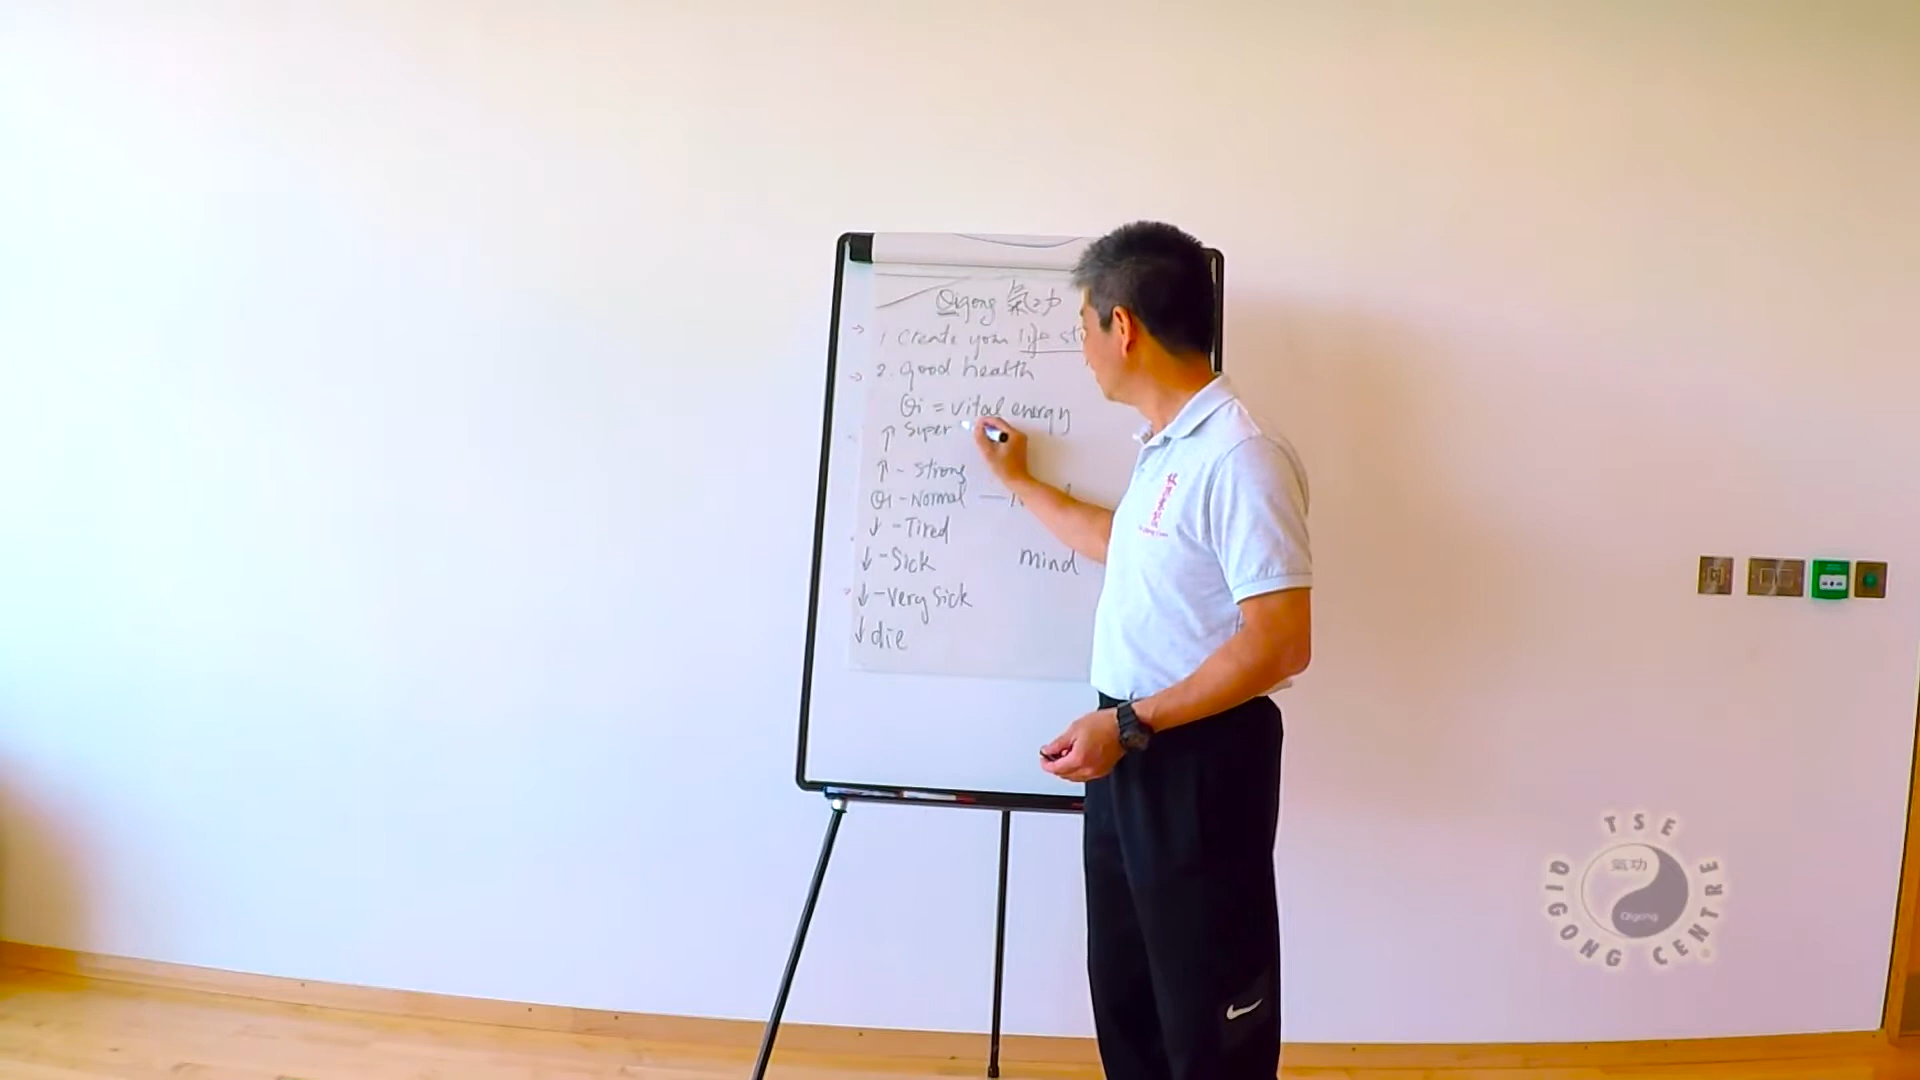 Qigong 氣功
1. Create your life
2. good health
Qi = vital energy
↑ Super
↑ - strong
Qi - Normal —
↓ - Tired
↓ - Sick
mind
↓ - very sick
↓ die
TSE
QIGONG CENTRE
氣功
Qigong